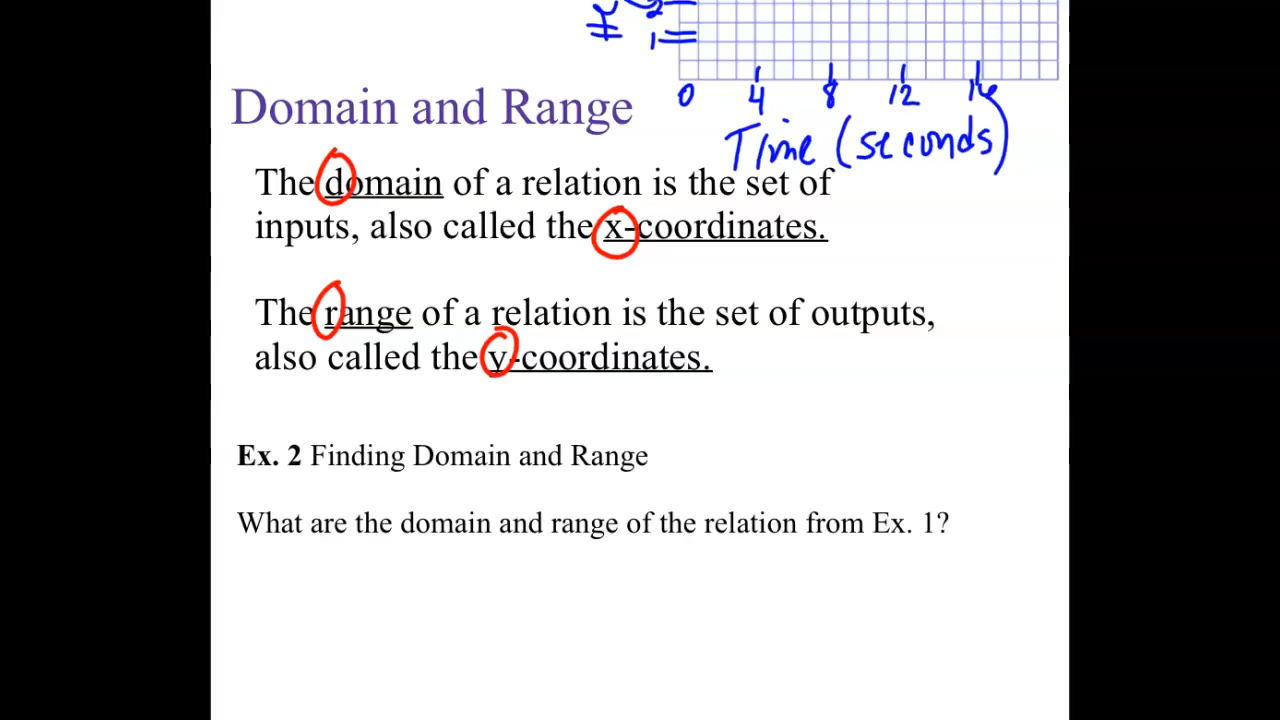 2
1
0 4 8 12 16
Time (seconds)
Domain and Range
The domain of a relation is the set of
inputs, also called the x-coordinates.
The range of a relation is the set of outputs,
also called the y-coordinates.
Ex. 2 Finding Domain and Range
What are the domain and range of the relation from Ex. 1?